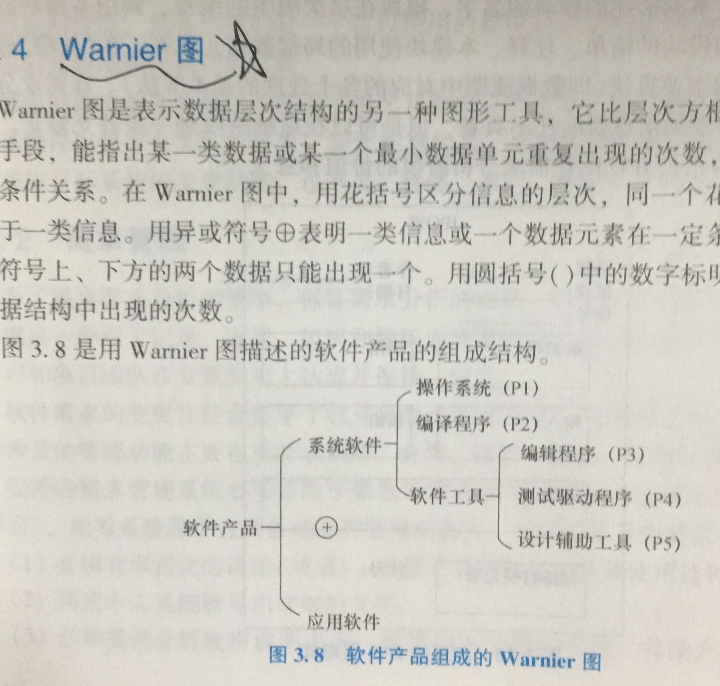 .4 Warnier 图
Warnier 图是表示数据层次结构的另一种图形工具，它比层次方框
手段，能指出某一类数据或某一个最小数据单元重复出现的次数，
条件关系。在 Warnier 图中，用花括号区分信息的层次，同一个花
于一类信息。用异或符号⊕表明一类信息或一个数据元素在一定条
符号上、下方的两个数据只能出现一个。用圆括号( )中的数字标明
据结构中出现的次数。
图 3.8 是用 Warnier 图描述的软件产品的组成结构。
操作系统（P1）
编译程序（P2）
系统软件
编辑程序（P3）
软件工具
测试驱动程序（P4）
软件产品
⊕
设计辅助工具（P5）
应用软件
图 3.8 软件产品组成的 Warnier 图